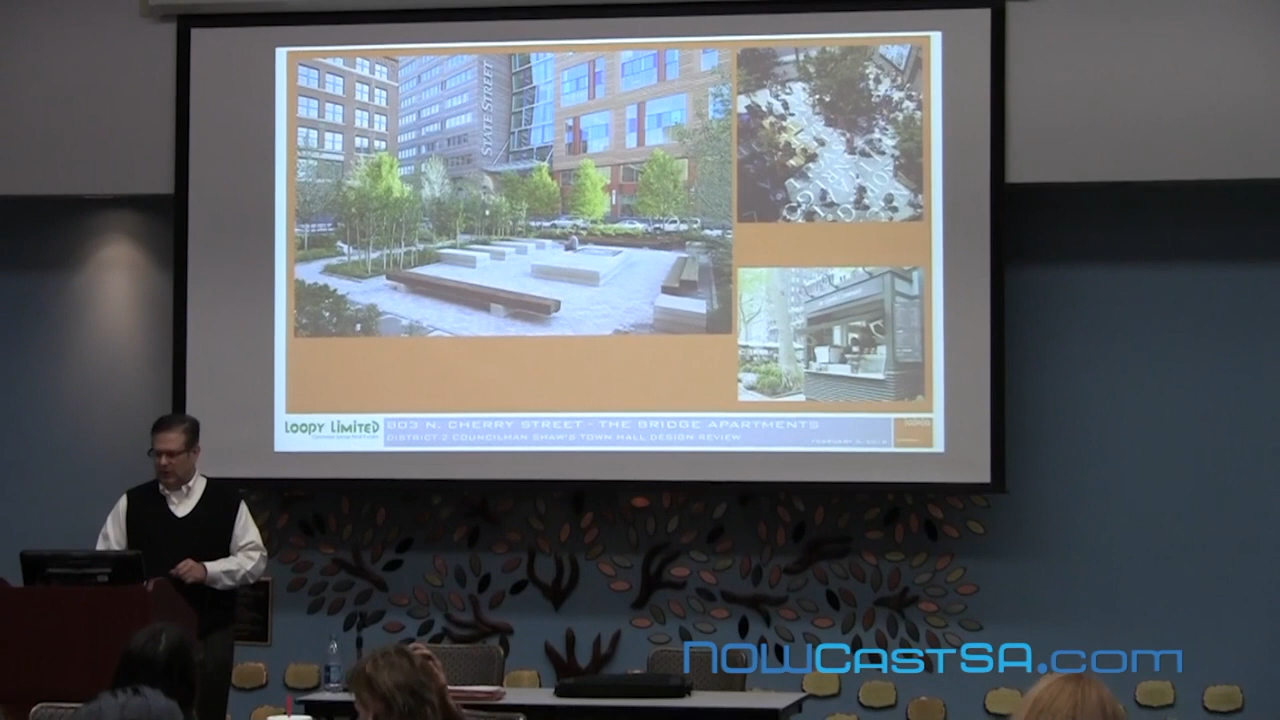 STATE STREET
LOOPY LIMITED
803 N. CHERRY STREET - THE BRIDGE APARTMENTS
DISTRICT 2 COUNCILMAN SHAW'S TOWN HALL DESIGN REVIEW
NOWCastSA.com